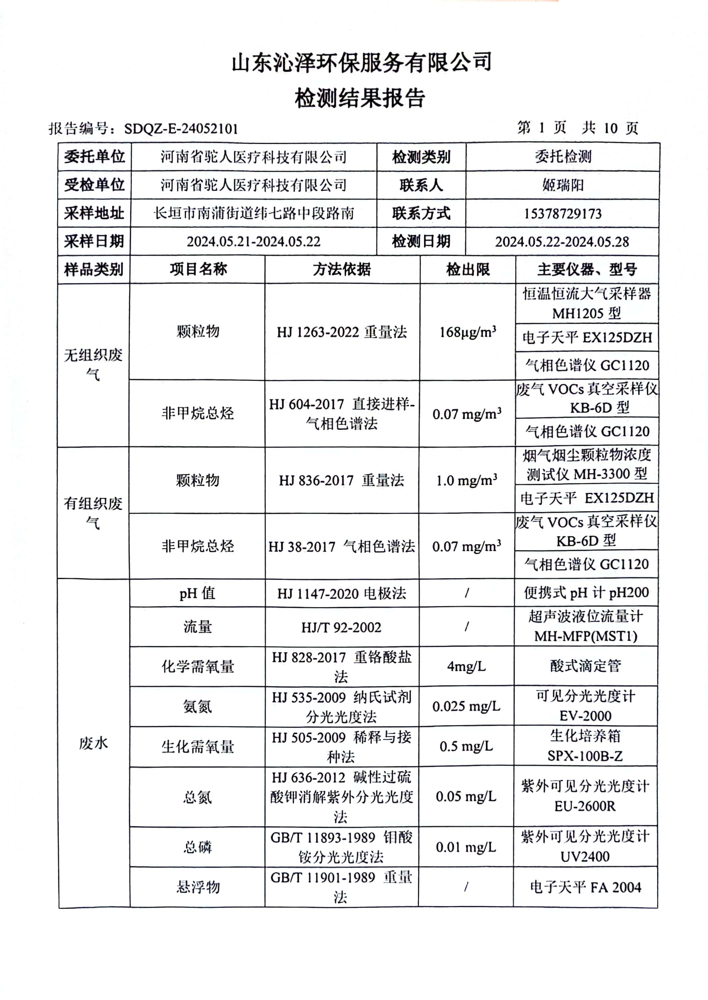 山东沁泽环保服务有限公司
检测结果报告
报告编号：SDQZ-E-24052101
第 1 页 共 10 页
委托单位 河南省驼人医疗科技有限公司 检测类别 委托检测
受检单位 河南省驼人医疗科技有限公司 联系人 姬瑞阳
采样地址 长垣市南蒲街道纬七路中段路南 联系方式 15378729173
采样日期 2024.05.21-2024.05.22 检测日期 2024.05.22-2024.05.28
样品类别 项目名称 方法依据 检出限 主要仪器、型号
无组织废
气
颗粒物
HJ 1263-2022 重量法
168μg/m³
恒温恒流大气采样器
MH1205 型
电子天平 EX125DZH
气相色谱仪 GC1120
非甲烷总烃
HJ 604-2017 直接进样-
气相色谱法
0.07 mg/m³
废气 VOCs 真空采样仪
KB-6D 型
气相色谱仪 GC1120
有组织废
气
颗粒物
HJ 836-2017 重量法
1.0 mg/m³
烟气烟尘颗粒物浓度
测试仪 MH-3300 型
电子天平 EX125DZH
非甲烷总烃
HJ 38-2017 气相色谱法
0.07 mg/m³
废气 VOCs 真空采样仪
KB-6D 型
气相色谱仪 GC1120
废水
pH 值
HJ 1147-2020 电极法
/
便携式 pH 计 pH200
流量
HJ/T 92-2002
/
超声波液位流量计
MH-MFP(MST1)
化学需氧量
HJ 828-2017 重铬酸盐
法
4mg/L
酸式滴定管
氨氮
HJ 535-2009 纳氏试剂
分光光度法
0.025 mg/L
可见分光光度计
EV-2000
生化需氧量
HJ 505-2009 稀释与接
种法
0.5 mg/L
生化培养箱
SPX-100B-Z
总氮
HJ 636-2012 碱性过硫
酸钾消解紫外分光光度
法
0.05 mg/L
紫外可见分光光度计
EU-2600R
总磷
GB/T 11893-1989 钼酸
铵分光光度法
0.01 mg/L
紫外可见分光光度计
UV2400
悬浮物
GB/T 11901-1989 重量
法
/
电子天平 FA 2004